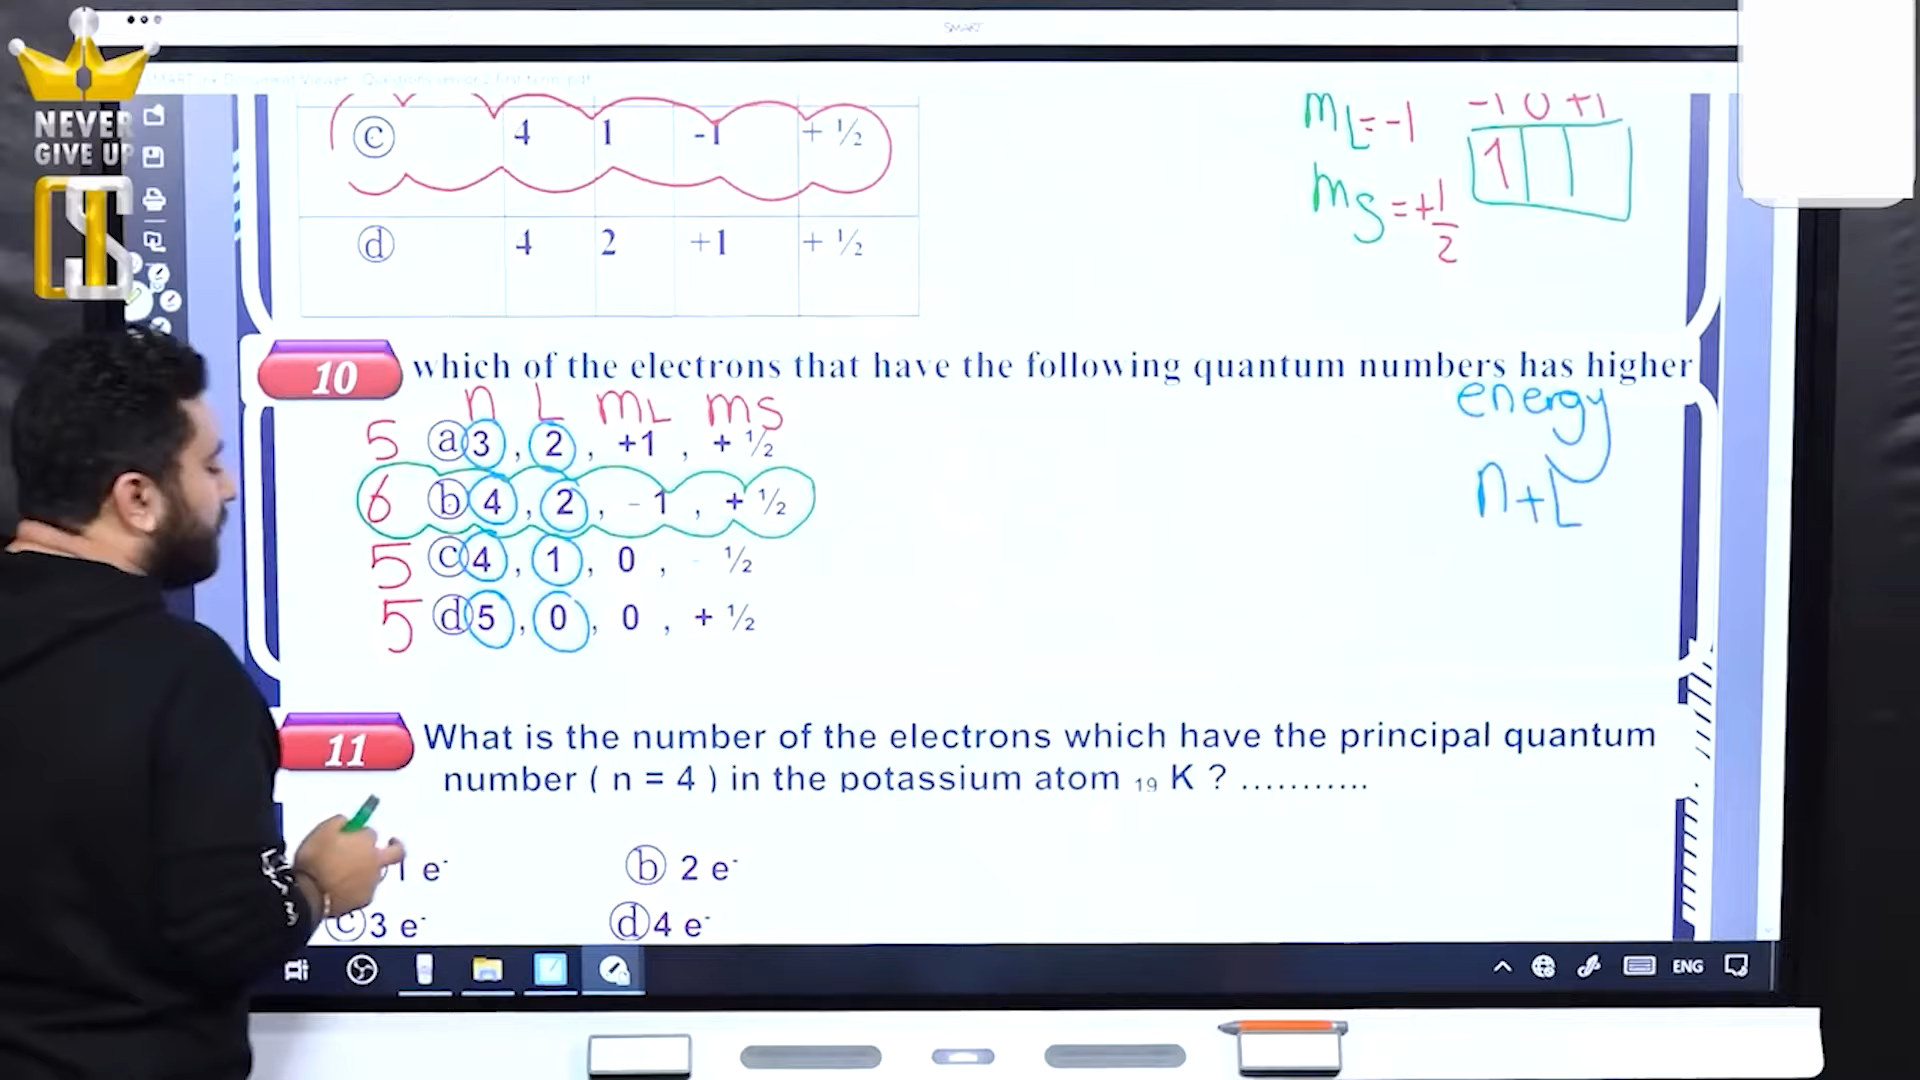 SMART
NEVER
GIVE UP
c 4 1 -1 + ½
d 4 2 +1 + ½
mL=-1
-1 0 +1
1
mS=+1/2
10 which of the electrons that have the following quantum numbers has higher
energy
n+L
n L mL mS
5 a 3 , 2 , +1 , + ½
6 b 4 , 2 , - 1 , + ½
5 c 4 , 1 , 0 , - ½
5 d 5 , 0 , 0 , + ½
11 What is the number of the electrons which have the principal quantum
number ( n = 4 ) in the potassium atom ₁₉ K ? ...........
1 e⁻ b 2 e⁻
c 3 e⁻ d 4 e⁻
ENG